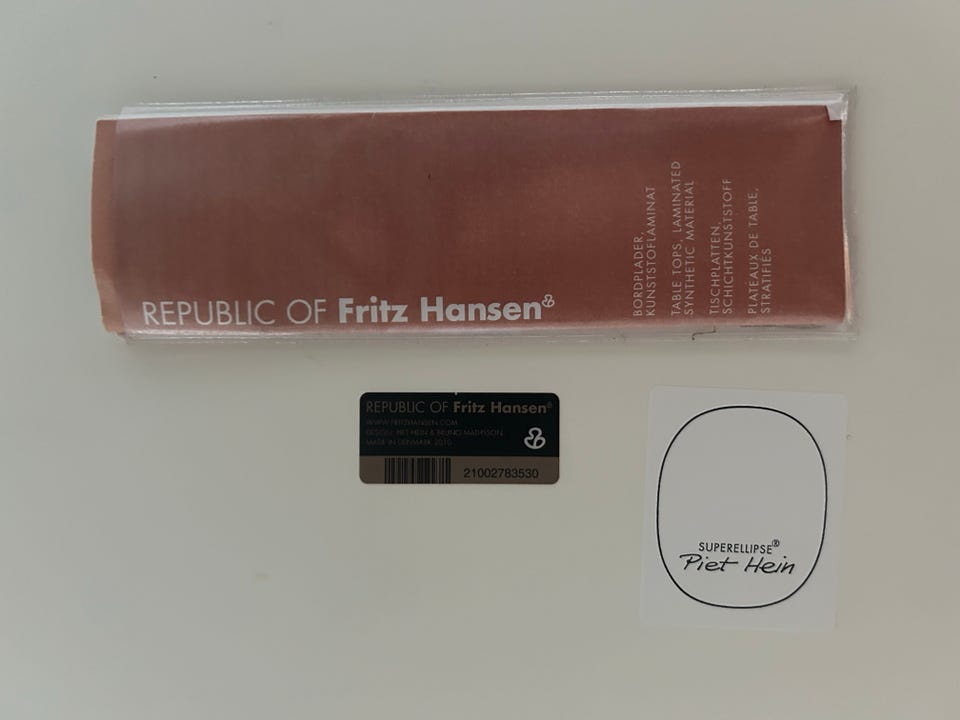 REPUBLIC OF Fritz Hansen®
BORDPLADER,
KUNSTSTOFLAMINAT
TABLE TOPS, LAMINATED
SYNTHETIC MATERIAL
TISCHPLATTEN,
SCHICHTKUNSTSTOFF
PLATEAUX DE TABLE,
STRATIFIÉS
REPUBLIC OF Fritz Hansen®
WWW.FRITZHANSEN.COM
DESIGN: PIET HEIN & BRUNO MATHSSON
MADE IN DENMARK 2010
21002783530
SUPERELLIPSE®
Piet Hein